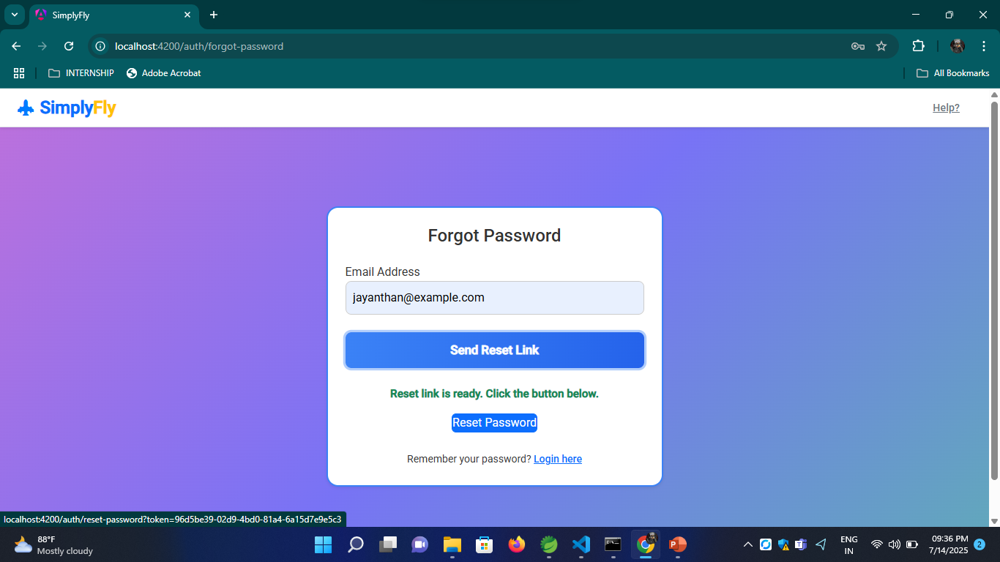 SimplyFly
localhost:4200/auth/forgot-password
INTERNSHIP
Adobe Acrobat
All Bookmarks
SimplyFly
Help?
Forgot Password
Email Address
jayanthan@example.com
Send Reset Link
Reset link is ready. Click the button below.
Reset Password
Remember your password? Login here
localhost:4200/auth/reset-password?token=96d5be39-02d9-4bd0-81a4-6a15d7e9e5c3
88°F
Mostly cloudy
ENG
IN
09:36 PM
7/14/2025
2